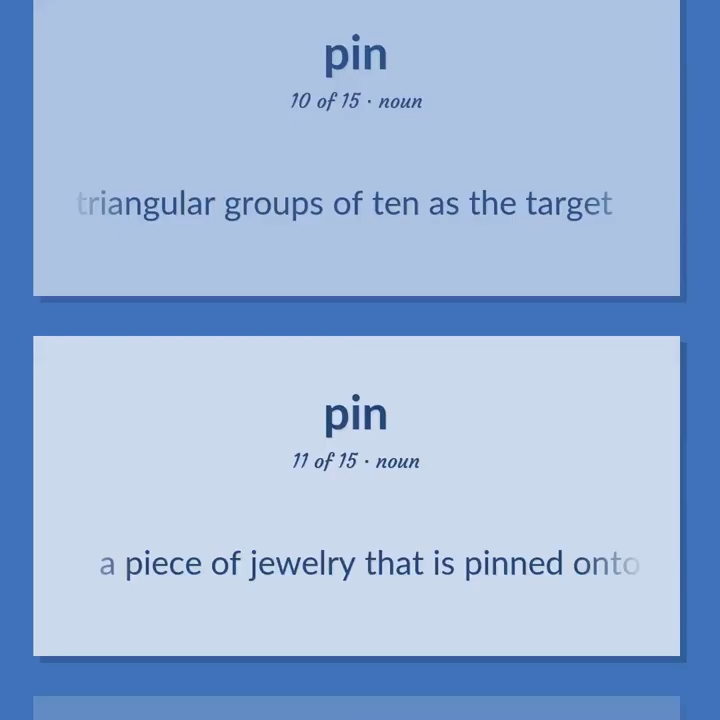 pin
10 of 15 · noun
triangular groups of ten as the target
pin
11 of 15 · noun
a piece of jewelry that is pinned onto